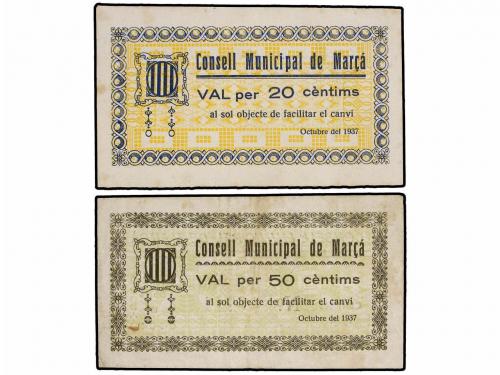 Consell Municipal de Marçà
VAL per 20 cèntims
al sol objecte de facilitar el canvi
Octubre del 1937
Consell Municipal de Marçà
VAL per 50 cèntims
al sol objecte de facilitar el canvi
Octubre del 1937